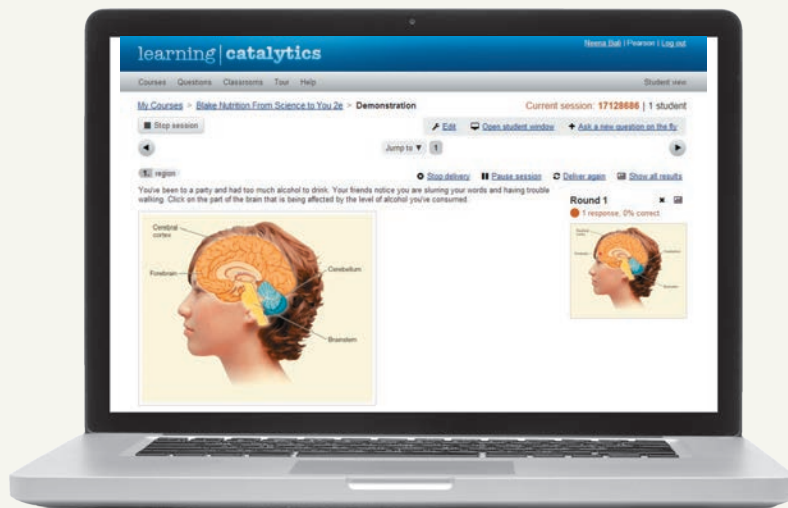 learning | catalytics
Neena Bali | Pearson | Log out
Courses Questions Classrooms Tour Help Student view
My Courses > Blake Nutrition From Science to You 2e > Demonstration Current session: 17128686 | 1 student
Stop session Edit Open student window Ask a new question on the fly
Jump to ▼ 1
1. region Stop delivery Pause session Deliver again Show all results
You've been to a party and had too much alcohol to drink. Your friends notice you are slurring your words and having trouble
walking. Click on the part of the brain that is being affected by the level of alcohol you've consumed.
Round 1
1 response, 0% correct
Cerebral
cortex
Forebrain
Cerebellum
Brainstem